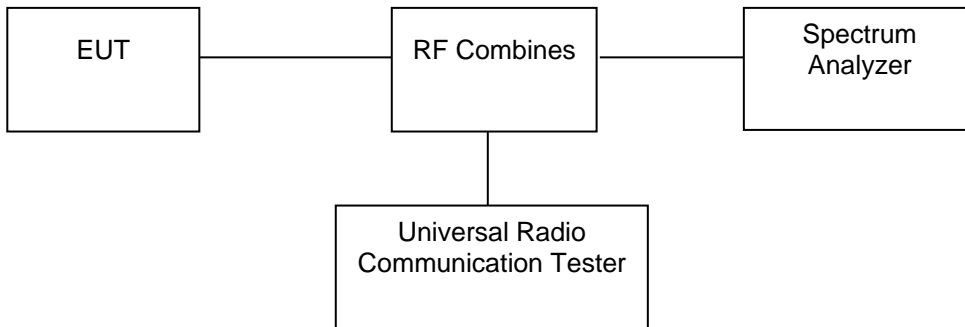 EUT
RF Combines
Spectrum
Analyzer
Universal Radio
Communication Tester